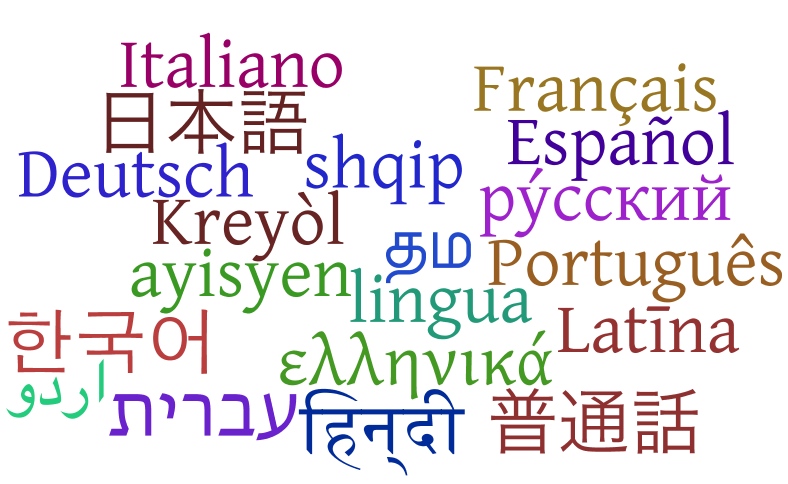 Italiano
Français
日本語
Español
Deutsch
shqip
рýсский
Kreyòl
தம
Português
ayisyen
lingua
Latīna
한국어
ελληνικά
اردو
עברית
हिन्दी
普通話